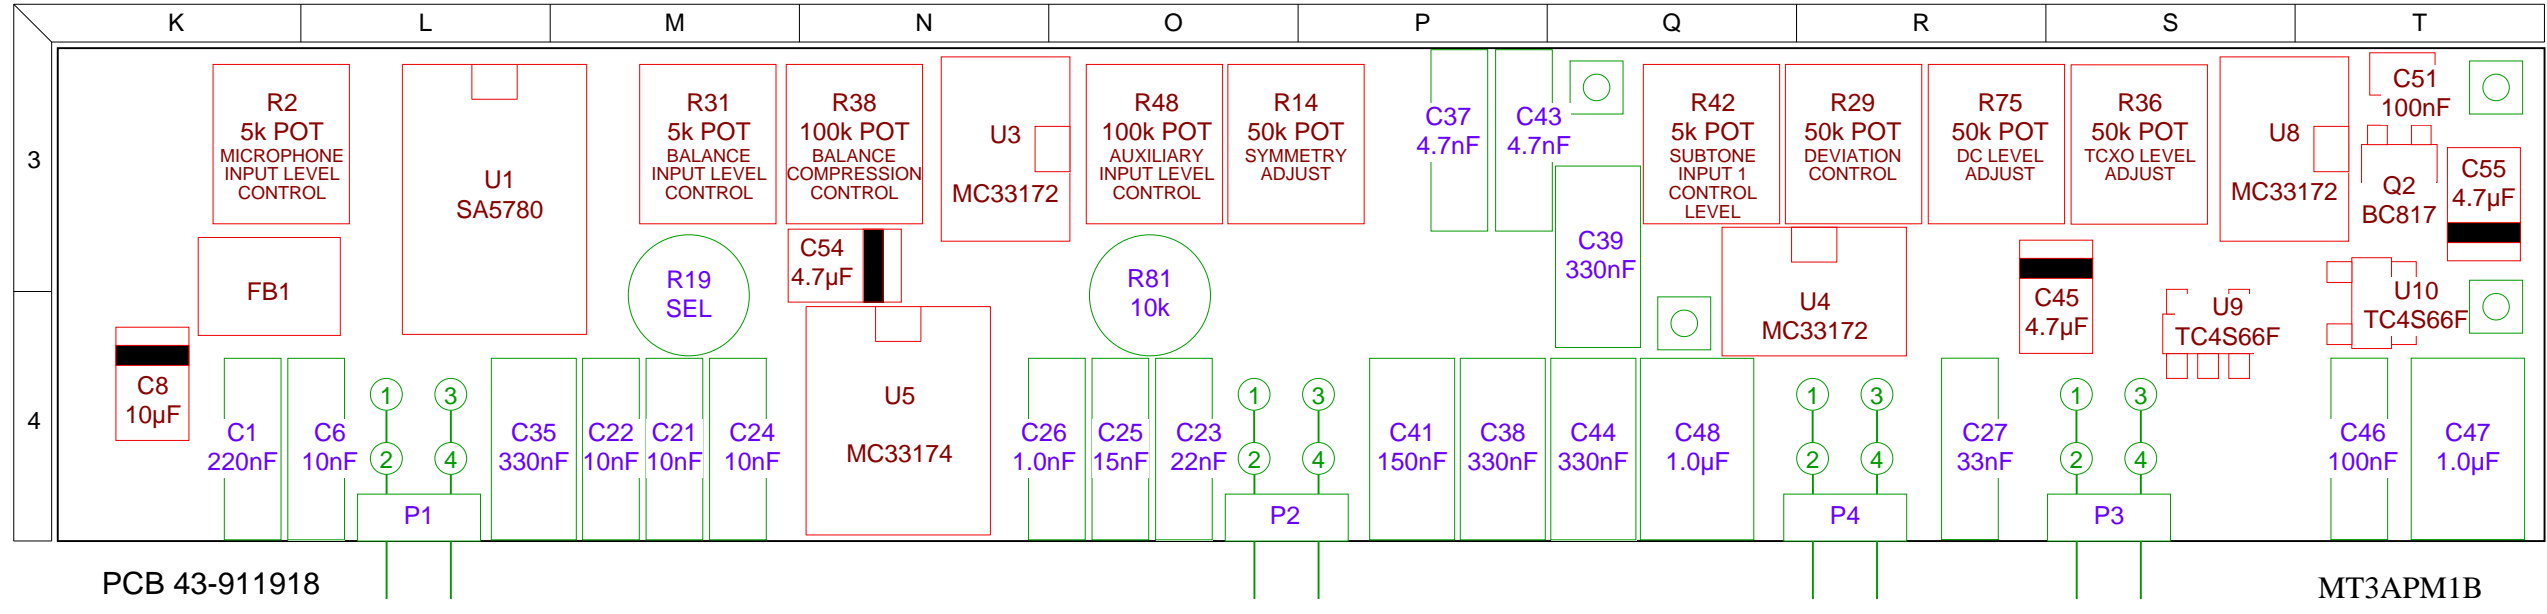 K L M N O P Q R S T
3
4
R2
5k POT
MICROPHONE
INPUT LEVEL
CONTROL
U1
SA5780
R31
5k POT
BALANCE
INPUT LEVEL
CONTROL
R38
100k POT
BALANCE
COMPRESSION
CONTROL
U3
MC33172
R48
100k POT
AUXILIARY
INPUT LEVEL
CONTROL
R14
50k POT
SYMMETRY
ADJUST
C37
4.7nF
C43
4.7nF
R42
5k POT
SUBTONE
INPUT 1
CONTROL
LEVEL
R29
50k POT
DEVIATION
CONTROL
R75
50k POT
DC LEVEL
ADJUST
R36
50k POT
TCXO LEVEL
ADJUST
U8
MC33172
C51
100nF
Q2
BC817
C55
4.7µF
FB1
R19
SEL
C54
4.7µF
R81
10k
C39
330nF
U4
MC33172
C45
4.7µF
U9
TC4S66F
U10
TC4S66F
C8
10µF
C1
220nF
C6
10nF
1 3
2 4
P1
C35
330nF
C22
10nF
C21
10nF
C24
10nF
U5
MC33174
C26
1.0nF
C25
15nF
C23
22nF
1 3
2 4
P2
C41
150nF
C38
330nF
C44
330nF
C48
1.0µF
1 3
2 4
P4
C27
33nF
1 3
2 4
P3
C46
100nF
C47
1.0µF
PCB 43-911918
MT3APM1B